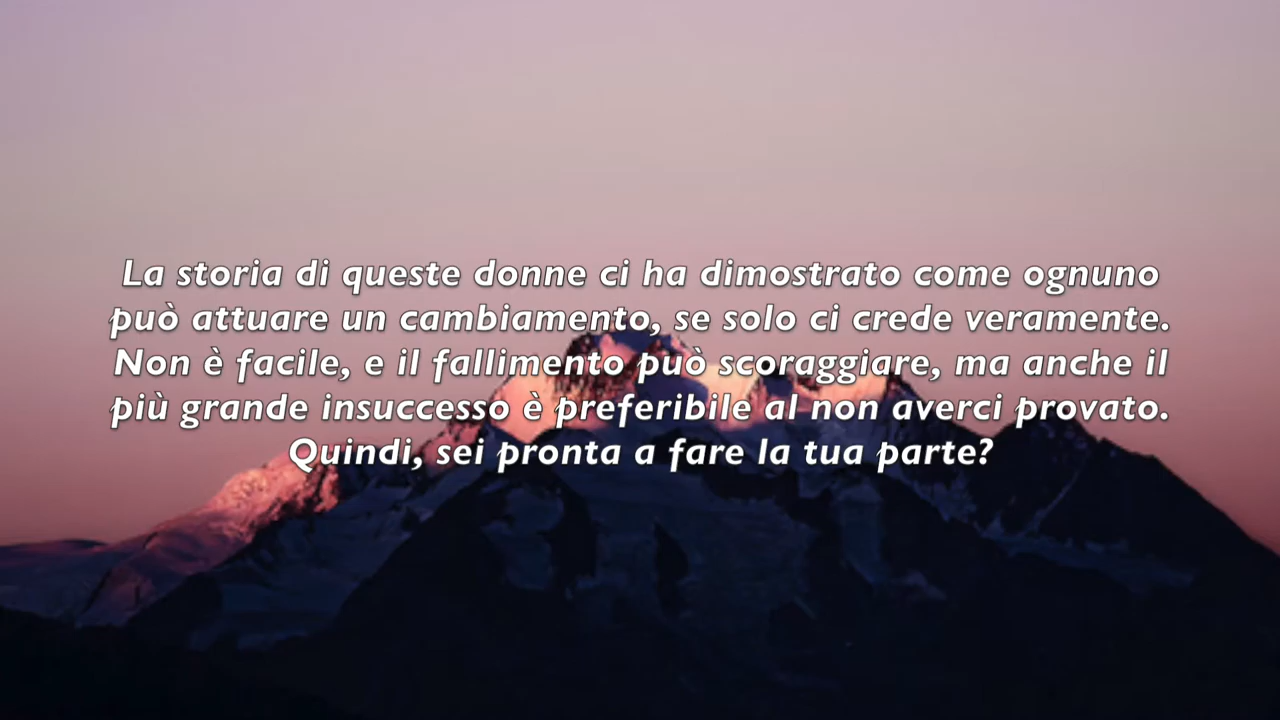 La storia di queste donne ci ha dimostrato come ognuno
può attuare un cambiamento, se solo ci crede veramente.
Non è facile, e il fallimento può scoraggiare, ma anche il
più grande insuccesso è preferibile al non averci provato.
Quindi, sei pronta a fare la tua parte?